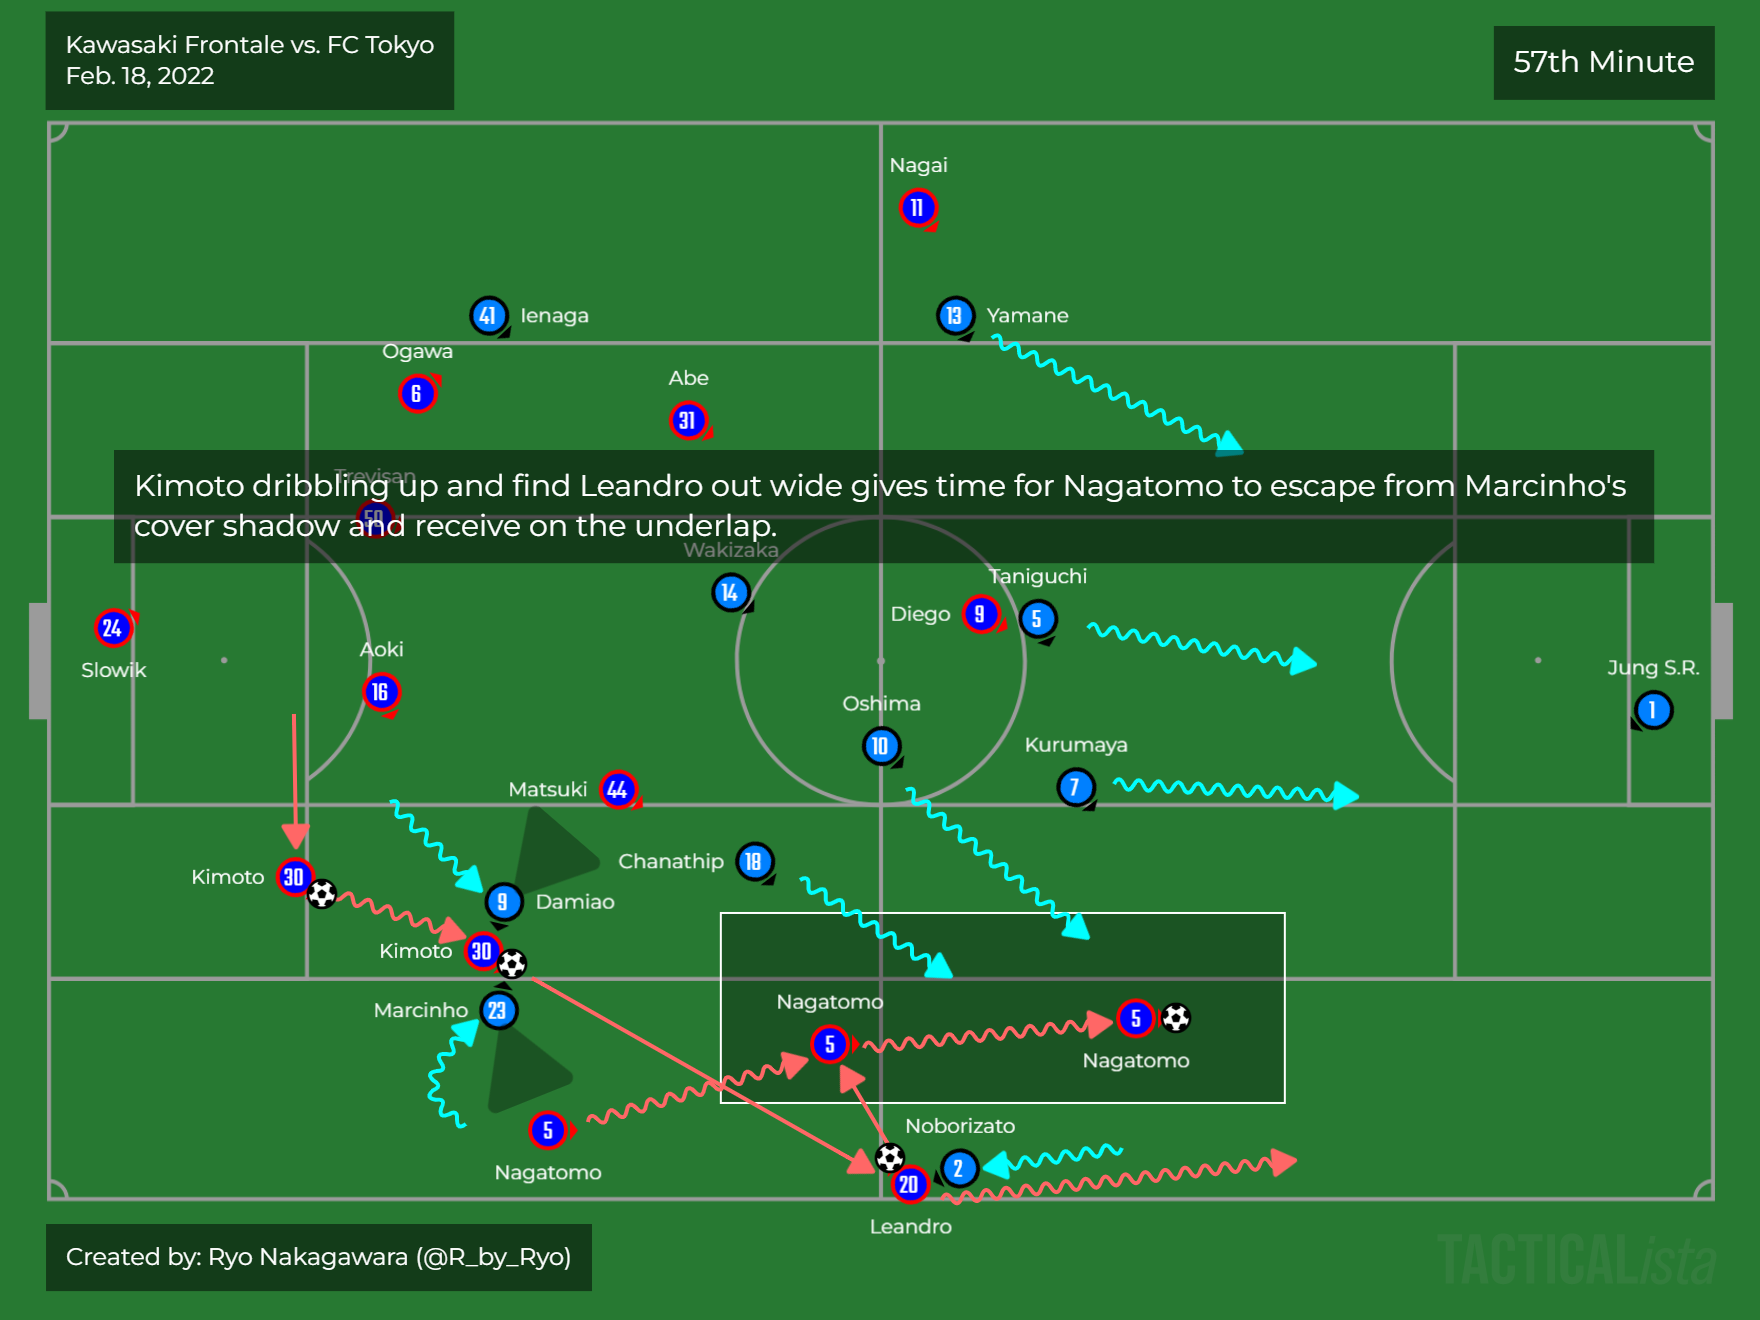 Kawasaki Frontale vs. FC Tokyo
Feb. 18, 2022
57th Minute
Nagai
11
41
Ienaga
13
Yamane
Ogawa
6
Abe
31
Trevisan
Kimoto dribbling up and find Leandro out wide gives time for Nagatomo to escape from Marcinho's
59
cover shadow and receive on the underlap.
Wakizaka
14
Taniguchi
Diego
9
5
24
Slowik
Aoki
16
Jung S.R.
1
Oshima
10
Kurumaya
7
Matsuki
44
Chanathip
18
Kimoto
30
9
Damiao
Kimoto
30
Marcinho
23
Nagatomo
5
5
Nagatomo
5
Nagatomo
Noborizato
2
20
Leandro
Created by: Ryo Nakagawara (@R_by_Ryo)
TACTICALista